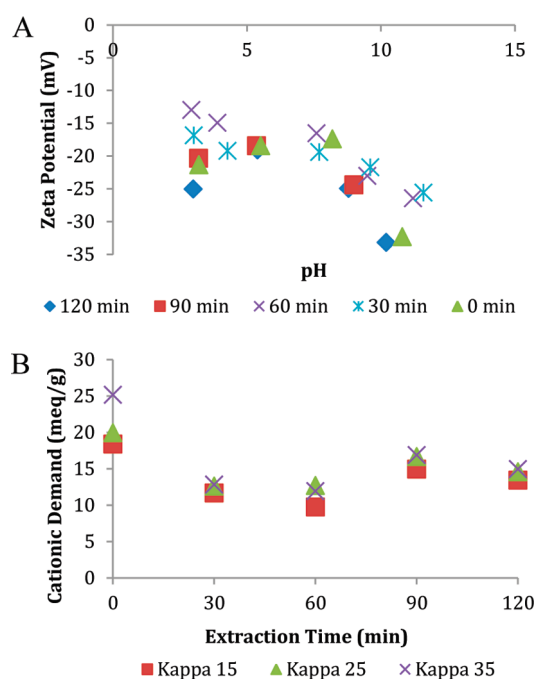 A
0
5
10
15
0
-5
-10
-15
-20
-25
-30
-35
Zeta Potential (mV)
pH
120 min 90 min 60 min 30 min 0 min
B
30
25
20
15
10
5
0
Cationic Demand (meq/g)
0 30 60 90 120
Extraction Time (min)
Kappa 15 Kappa 25 Kappa 35